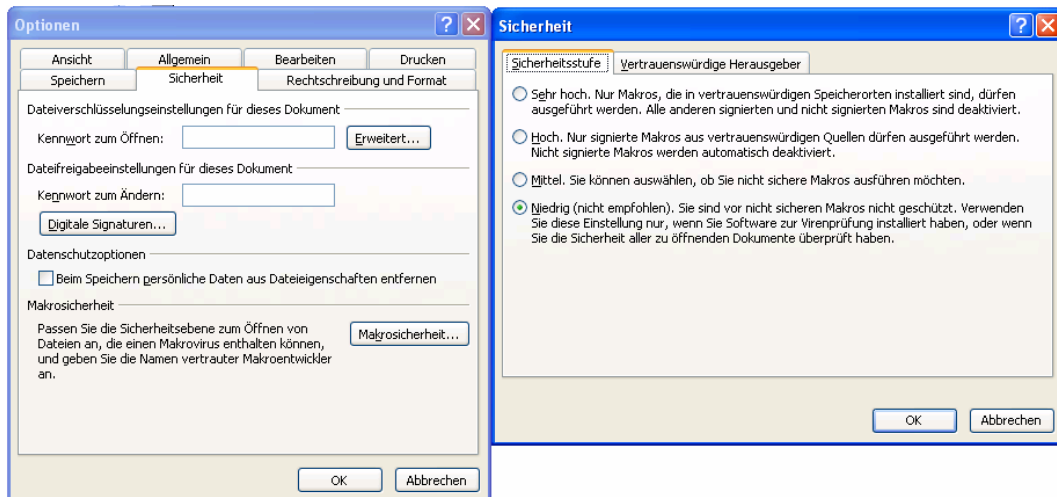 Optionen
Ansicht Allgemein Bearbeiten Drucken
Speichern Sicherheit Rechtschreibung und Format
Dateiverschlüsselungseinstellungen für dieses Dokument
Kennwort zum Öffnen: Erweitert...
Dateifreigabeeinstellungen für dieses Dokument
Kennwort zum Ändern:
Digitale Signaturen...
Datenschutzoptionen
Beim Speichern persönliche Daten aus Dateieigenschaften entfernen
Makrosicherheit
Passen Sie die Sicherheitsebene zum Öffnen von
Dateien an, die einen Makrovirus enthalten können,
und geben Sie die Namen vertrauter Makroentwickler
an.
Makrosicherheit...
OK Abbrechen
Sicherheit
Sicherheitsstufe Vertrauenswürdige Herausgeber
Sehr hoch. Nur Makros, die in vertrauenswürdigen Speicherorten installiert sind, dürfen
ausgeführt werden. Alle anderen signierten und nicht signierten Makros sind deaktiviert.
Hoch. Nur signierte Makros aus vertrauenswürdigen Quellen dürfen ausgeführt werden.
Nicht signierte Makros werden automatisch deaktiviert.
Mittel. Sie können auswählen, ob Sie nicht sichere Makros ausführen möchten.
Niedrig (nicht empfohlen). Sie sind vor nicht sicheren Makros nicht geschützt. Verwenden
Sie diese Einstellung nur, wenn Sie Software zur Virenprüfung installiert haben, oder wenn
Sie die Sicherheit aller zu öffnenden Dokumente überprüft haben.
OK Abbrechen